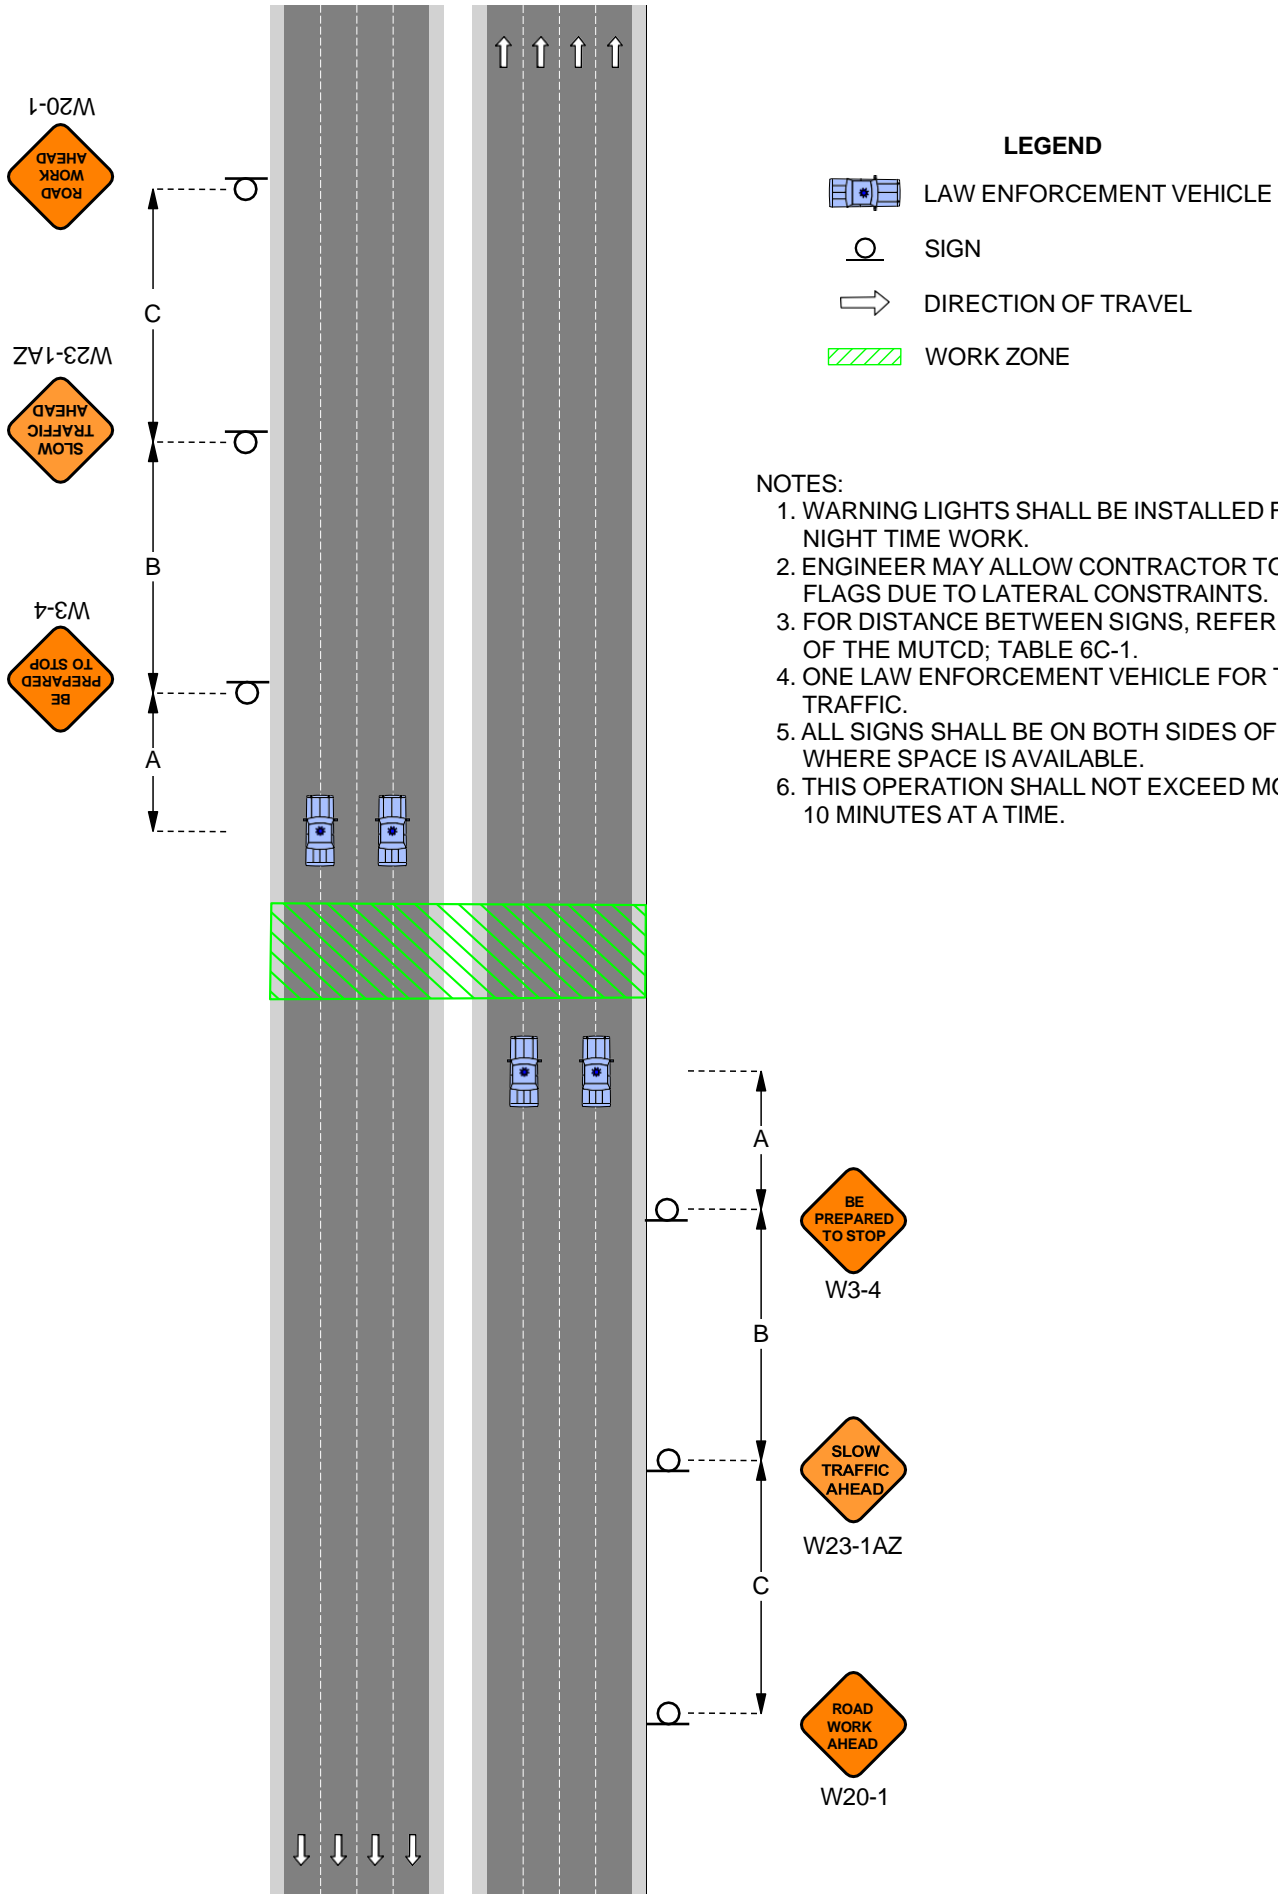 W20-1
ROAD
WORK
AHEAD
C
W23-1AZ
SLOW
TRAFFIC
AHEAD
B
W3-4
BE
PREPARED
TO STOP
A
LEGEND
LAW ENFORCEMENT VEHICLE
SIGN
DIRECTION OF TRAVEL
WORK ZONE
NOTES:
1. WARNING LIGHTS SHALL BE INSTALLED
NIGHT TIME WORK.
2. ENGINEER MAY ALLOW CONTRACTOR TO
FLAGS DUE TO LATERAL CONSTRAINTS.
3. FOR DISTANCE BETWEEN SIGNS, REFER
OF THE MUTCD; TABLE 6C-1.
4. ONE LAW ENFORCEMENT VEHICLE FOR
TRAFFIC.
5. ALL SIGNS SHALL BE ON BOTH SIDES OF
WHERE SPACE IS AVAILABLE.
6. THIS OPERATION SHALL NOT EXCEED
10 MINUTES AT A TIME.
A
BE
PREPARED
TO STOP
W3-4
B
SLOW
TRAFFIC
AHEAD
W23-1AZ
C
ROAD
WORK
AHEAD
W20-1